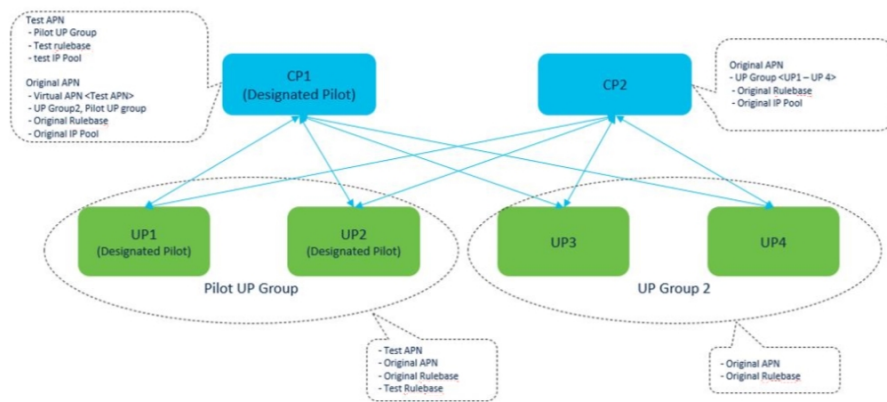 Test APN
- Pilot UP Group
- Test rulebase
- test IP Pool
Original APN
- Virtual APN <Test APN>
- UP Group2, Pilot UP group
- Original Rulebase
- Original IP Pool
CP1
(Designated Pilot)
CP2
Original APN
- UP Group <UP1 – UP 4>
- Original Rulebase
- Original IP Pool
UP1
(Designated Pilot)
UP2
(Designated Pilot)
UP3
UP4
Pilot UP Group
UP Group 2
- Test APN
- Original APN
- Original Rulebase
- Test Rulebase
- Original APN
- Original Rulebase